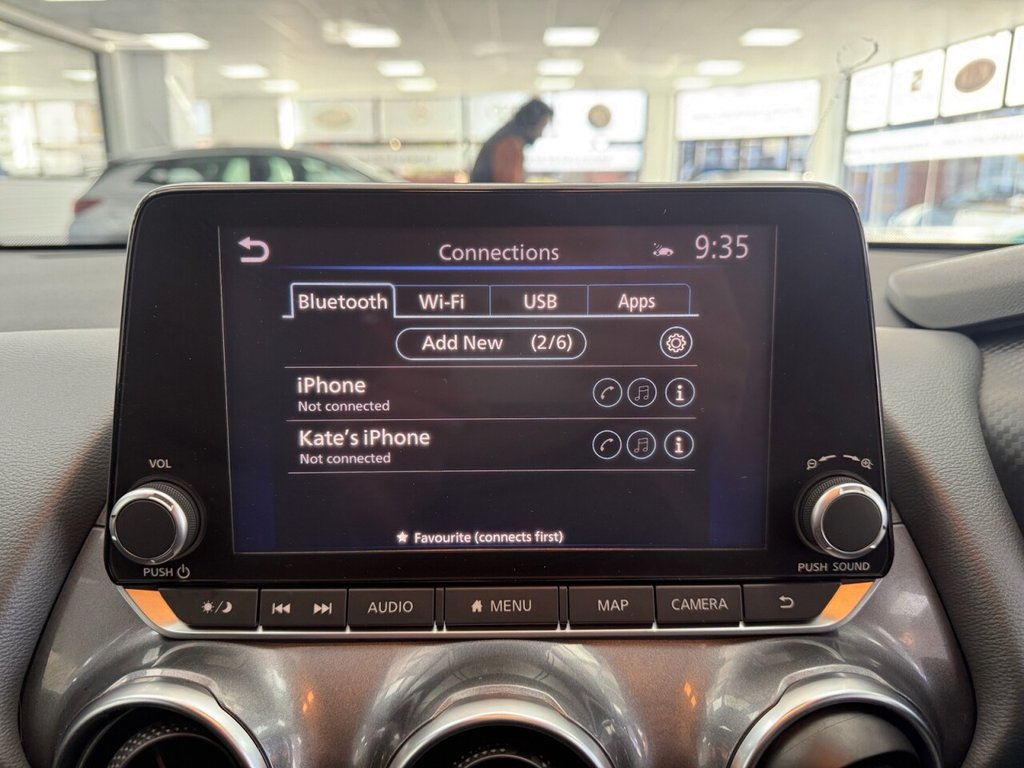 Connections 9:35
Bluetooth Wi-Fi USB Apps
Add New (2/6)
iPhone
Not connected
Kate's iPhone
Not connected
★ Favourite (connects first)
VOL
PUSH
PUSH SOUND
AUDIO MENU MAP CAMERA